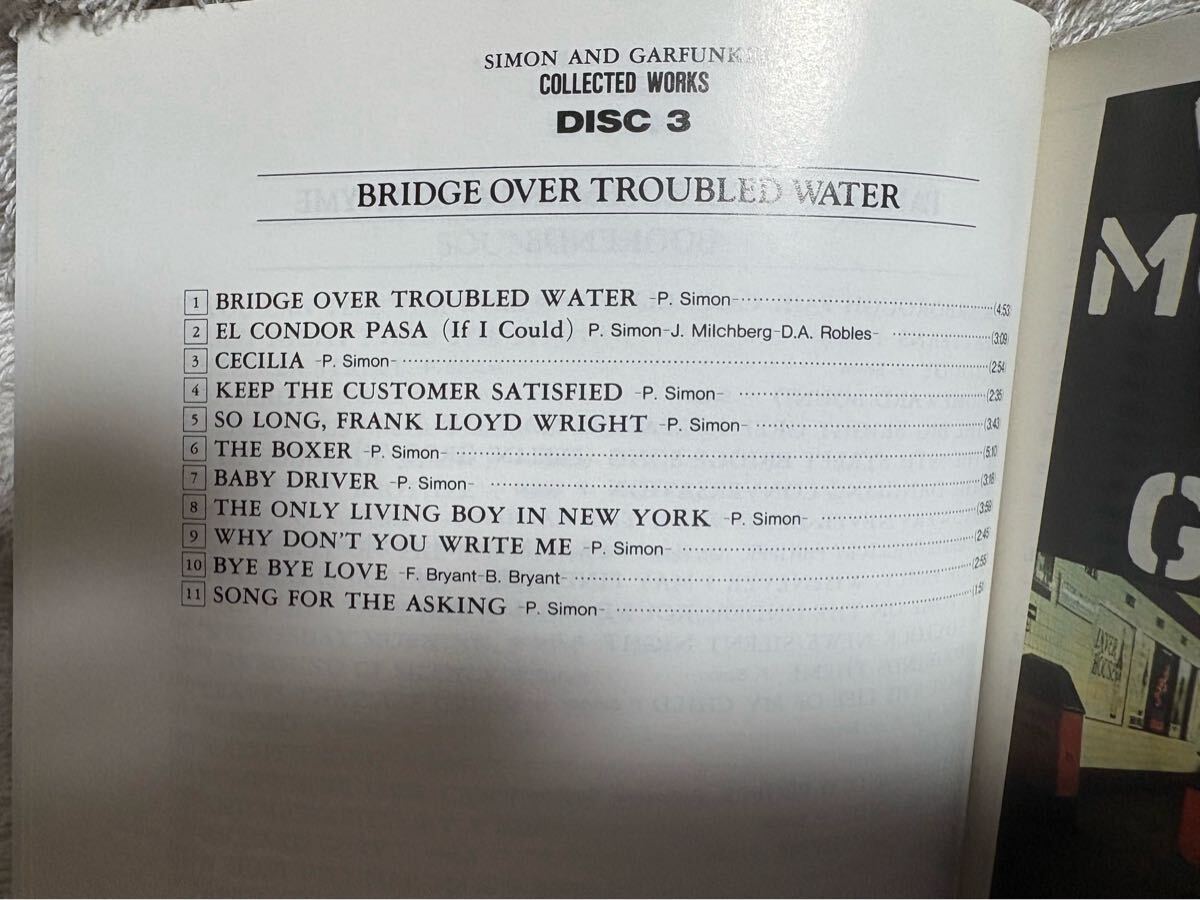 SIMON AND GARFUNK
COLLECTED WORKS
DISC 3
BRIDGE OVER TROUBLED WATER
1 BRIDGE OVER TROUBLED WATER -P. Simon- (4:53)
2 EL CONDOR PASA (If I Could) P. Simon-J. Milchberg-D.A. Robles- (3:09)
3 CECILIA -P. Simon- (2:54)
4 KEEP THE CUSTOMER SATISFIED -P. Simon- (2:35)
5 SO LONG, FRANK LLOYD WRIGHT -P. Simon- (3:43)
6 THE BOXER -P. Simon- (5:10)
7 BABY DRIVER -P. Simon- (3:18)
8 THE ONLY LIVING BOY IN NEW YORK -P. Simon- (3:58)
9 WHY DON'T YOU WRITE ME -P. Simon- (2:45)
10 BYE BYE LOVE -F. Bryant-B. Bryant- (2:55)
11 SONG FOR THE ASKING -P. Simon-
M
G